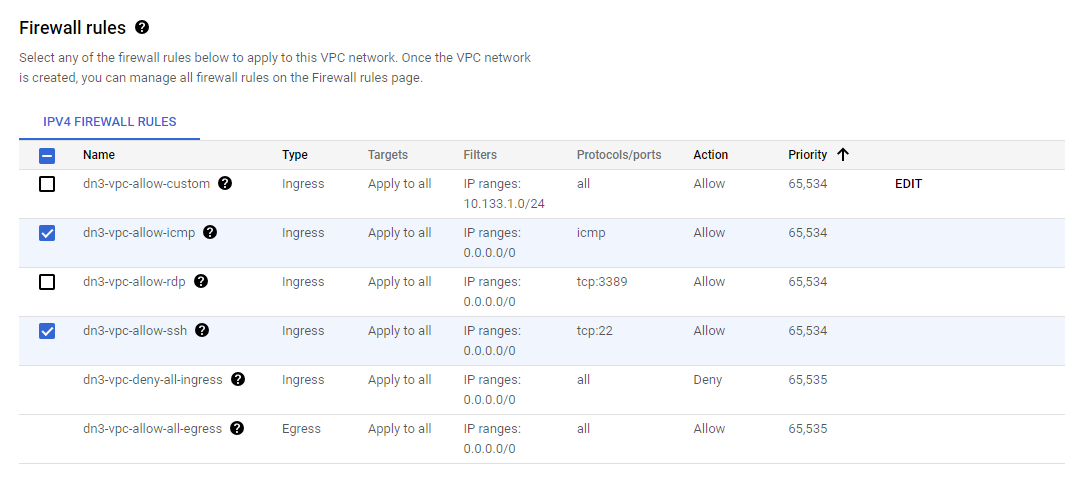 Firewall rules
Select any of the firewall rules below to apply to this VPC network. Once the VPC network
is created, you can manage all firewall rules on the Firewall rules page.
IPV4 FIREWALL RULES
Name Type Targets Filters Protocols/ports Action Priority
dn3-vpc-allow-custom Ingress Apply to all IP ranges: all Allow 65,534 EDIT
10.133.1.0/24
dn3-vpc-allow-icmp Ingress Apply to all IP ranges: icmp Allow 65,534
0.0.0.0/0
dn3-vpc-allow-rdp Ingress Apply to all IP ranges: tcp:3389 Allow 65,534
0.0.0.0/0
dn3-vpc-allow-ssh Ingress Apply to all IP ranges: tcp:22 Allow 65,534
0.0.0.0/0
dn3-vpc-deny-all-ingress Ingress Apply to all IP ranges: all Deny 65,535
0.0.0.0/0
dn3-vpc-allow-all-egress Egress Apply to all IP ranges: all Allow 65,535
0.0.0.0/0